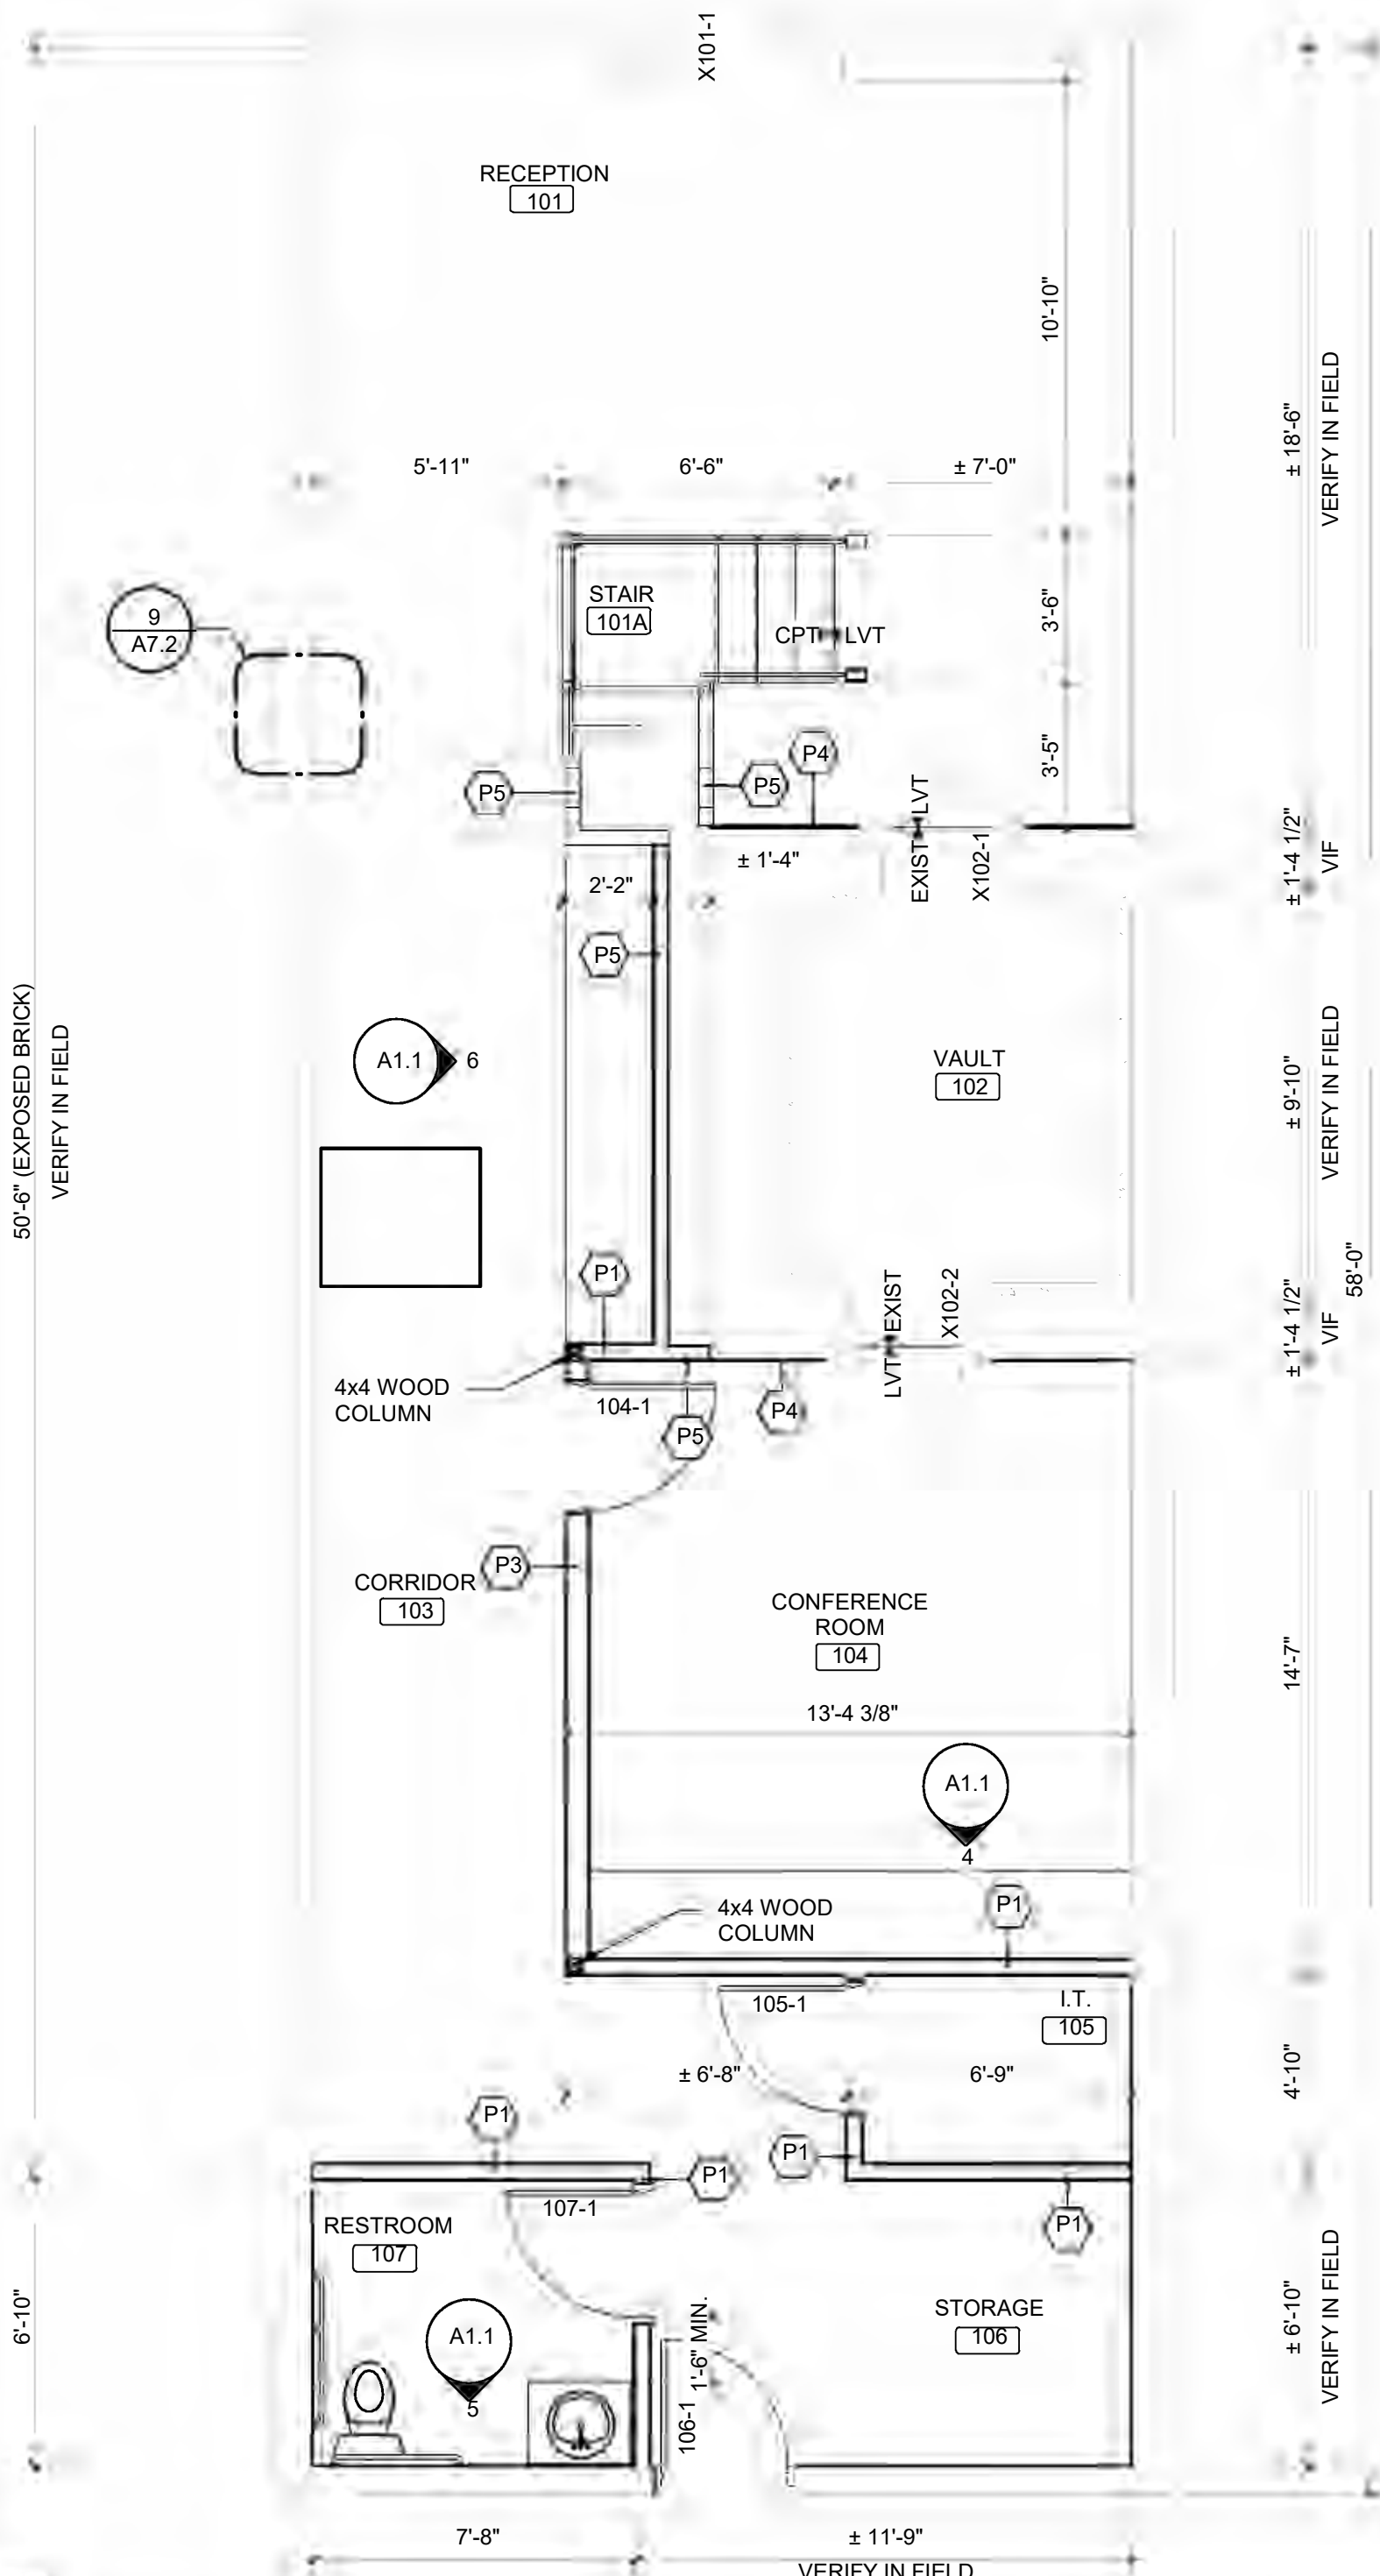 X101-1
RECEPTION
101
10'-10"
± 18'-6"
VERIFY IN FIELD
5'-11"
6'-6"
± 7'-0"
STAIR
101A
CPT
LVT
9
A7.2
3'-6"
P5
P5
P4
3'-5"
LVT
EXIST
X102-1
± 1'-4 1/2"
VIF
± 1'-4"
2'-2"
P5
50'-6" (EXPOSED BRICK)
VERIFY IN FIELD
A1.1
6
VAULT
102
± 9'-10"
VERIFY IN FIELD
P1
EXIST
LVT
X102-2
± 1'-4 1/2"
VIF
58'-0"
4x4 WOOD
COLUMN
104-1
P5
P4
P3
CORRIDOR
103
CONFERENCE
ROOM
104
14'-7"
13'-4 3/8"
A1.1
4
P1
4x4 WOOD
COLUMN
105-1
I.T.
105
± 6'-8"
6'-9"
4'-10"
P1
P1
P1
107-1
P1
RESTROOM
107
6'-10"
A1.1
5
1'-6" MIN.
106-1
STORAGE
106
± 6'-10"
VERIFY IN FIELD
7'-8"
± 11'-9"
VERIFY IN FIELD